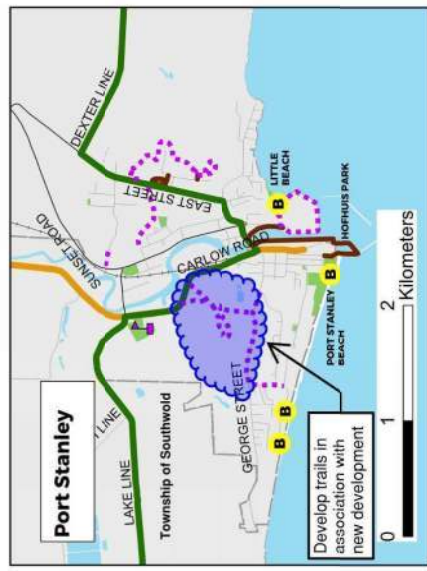 Port Stanley
DEXTER LINE
SUNSET ROAD
EAST STREET
CARLOW ROAD
LAKE LINE
LINE
Township of Southwold
GEORGE STREET
B
LITTLE
BEACH
HOFHUIS PARK
B
PORT STANLEY
BEACH
B
B
Develop trails in
association with
new development
0
1
2
Kilometers